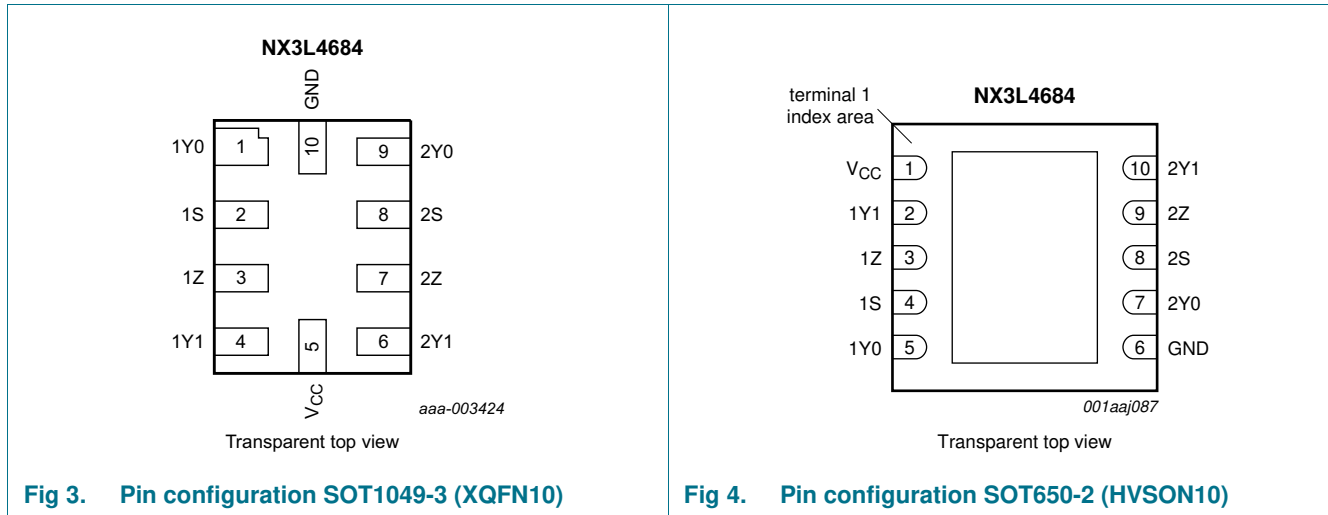 NX3L4684
GND
1Y0 1 10 9 2Y0
1S 2 8 2S
1Z 3 7 2Z
1Y1 4 5 6 2Y1
VCC
aaa-003424
Transparent top view
Fig 3. Pin configuration SOT1049-3 (XQFN10)
terminal 1
index area
NX3L4684
VCC 1 10 2Y1
1Y1 2 9 2Z
1Z 3 8 2S
1S 4 7 2Y0
1Y0 5 6 GND
001aaj087
Transparent top view
Fig 4. Pin configuration SOT650-2 (HVSON10)